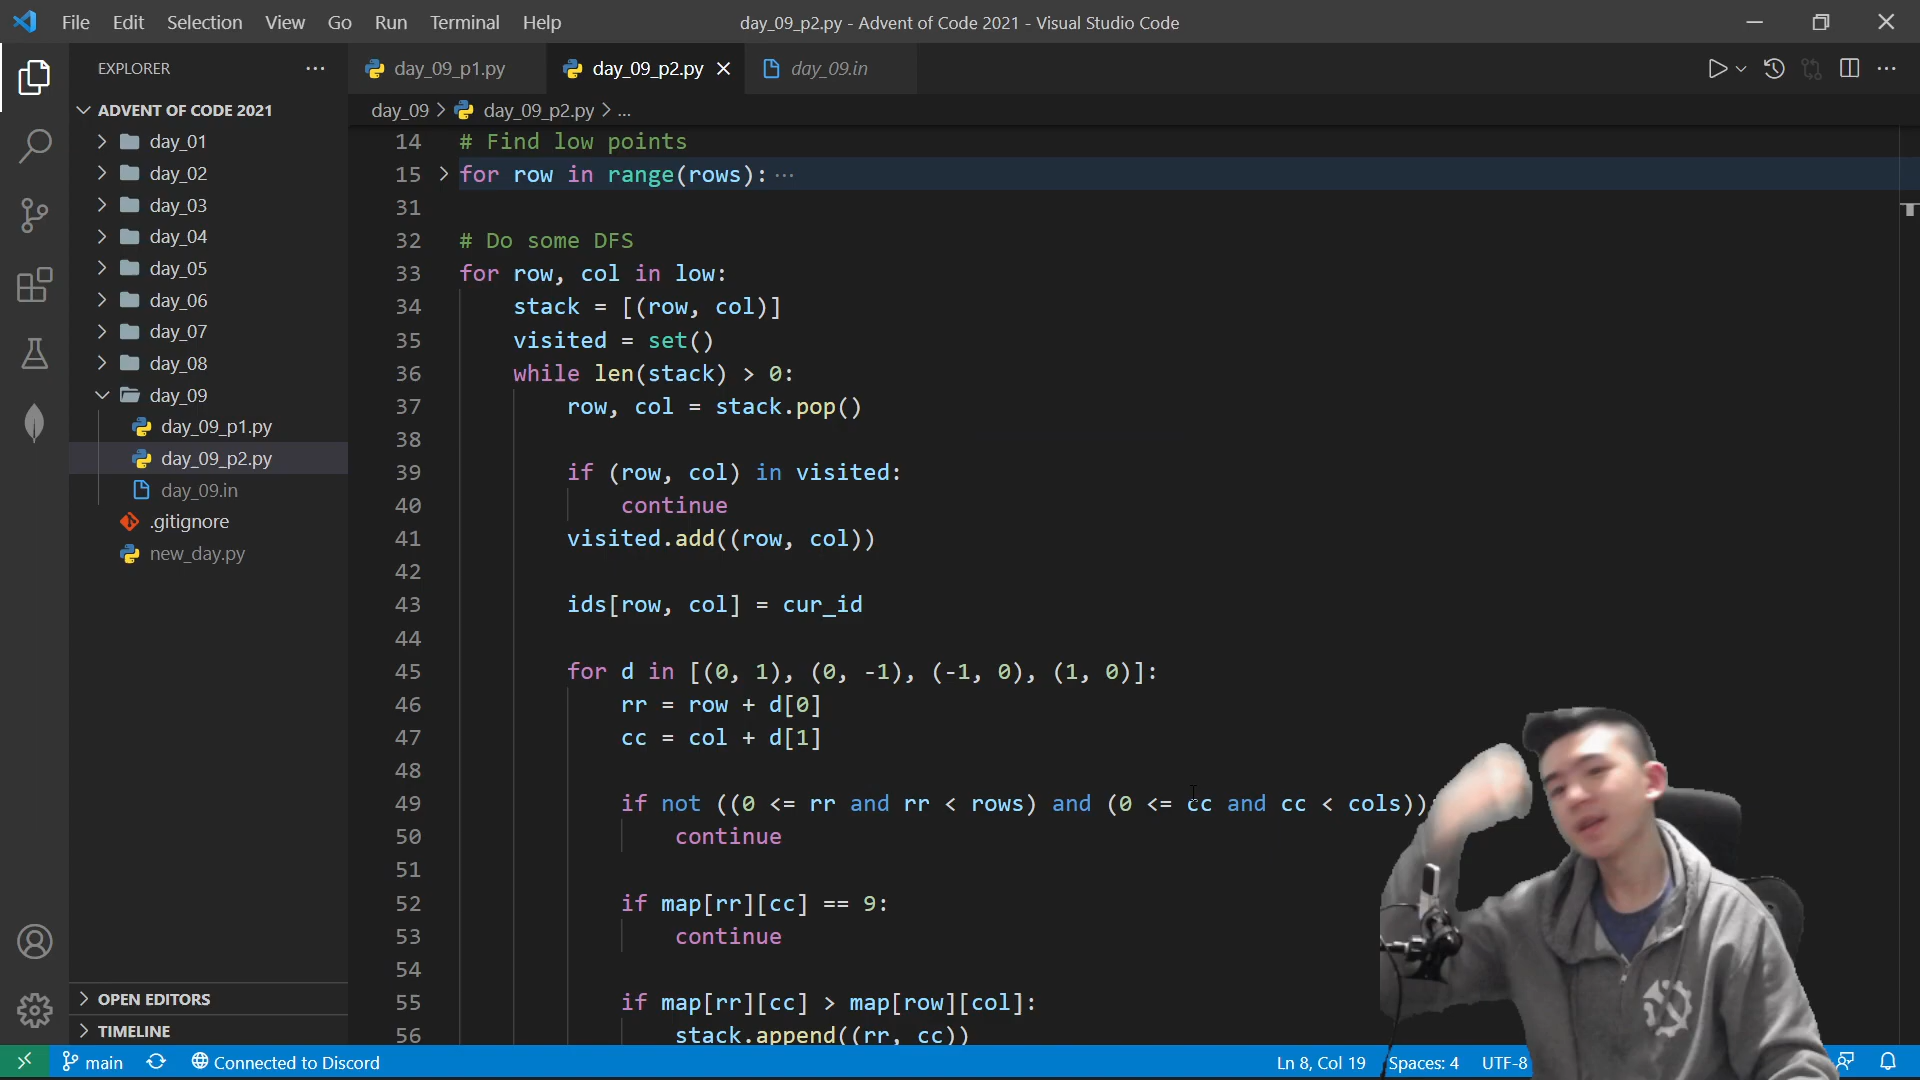 File Edit Selection View Go Run Terminal Help
day_09_p2.py - Advent of Code 2021 - Visual Studio Code
EXPLORER
ADVENT OF CODE 2021
day_01
day_02
day_03
day_04
day_05
day_06
day_07
day_08
day_09
day_09_p1.py
day_09_p2.py
day_09.in
.gitignore
new_day.py
OPEN EDITORS
TIMELINE
day_09_p1.py day_09_p2.py day_09.in
day_09 > day_09_p2.py > ...
14 # Find low points
15 for row in range(rows): ...
31
32 # Do some DFS
33 for row, col in low:
34 stack = [(row, col)]
35 visited = set()
36 while len(stack) > 0:
37 row, col = stack.pop()
38
39 if (row, col) in visited:
40 continue
41 visited.add((row, col))
42
43 ids[row, col] = cur_id
44
45 for d in [(0, 1), (0, -1), (-1, 0), (1, 0)]:
46 rr = row + d[0]
47 cc = col + d[1]
48
49 if not ((0 <= rr and rr < rows) and (0 <= cc and cc < cols))
50 continue
51
52 if map[rr][cc] == 9:
53 continue
54
55 if map[rr][cc] > map[row][col]:
56 stack.append((rr, cc))
main Connected to Discord Ln 8, Col 19 Spaces: 4 UTF-8